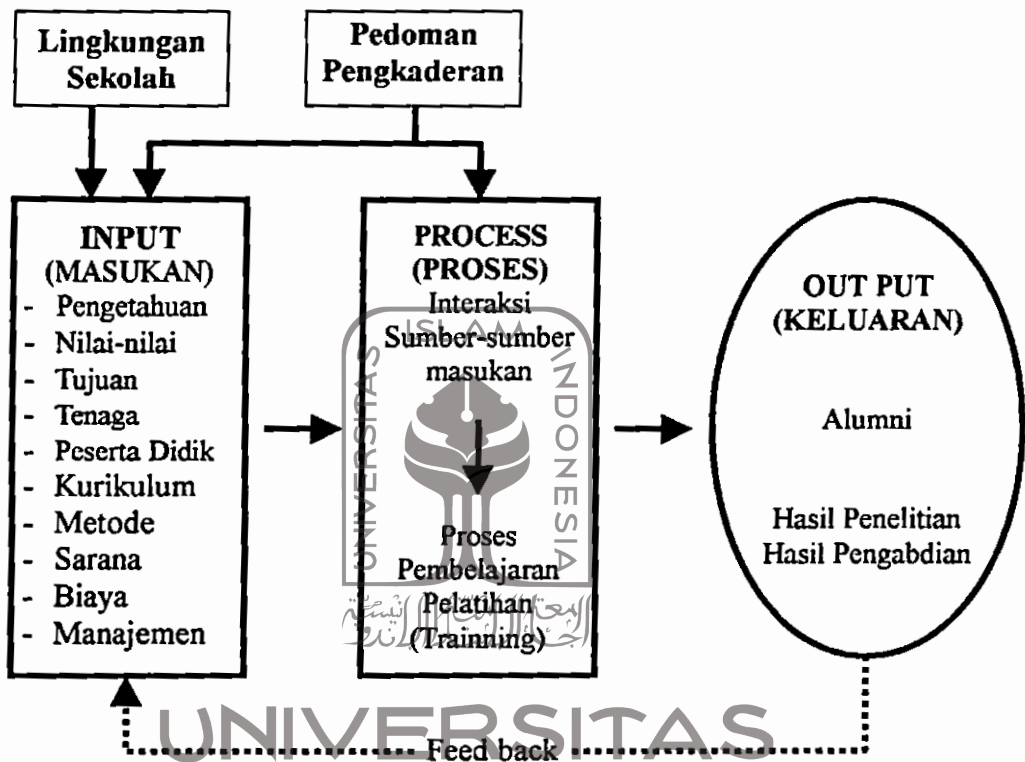 Lingkungan
Sekolah
Pedoman
Pengkaderan
INPUT
(MASUKAN)
- Pengetahuan
- Nilai-nilai
- Tujuan
- Tenaga
- Peserta Didik
- Kurikulum
- Metode
- Sarana
- Biaya
- Manajemen
PROCESS
(PROSES)
Interaksi
Sumber-sumber
masukan
Proses
Pembelajaran
Pelatihan
(Trainning)
OUT PUT
(KELUARAN)
Alumni
Hasil Penelitian
Hasil Pengabdian
Feed back
UNIVERSITAS
ISLAM
INDONESIA
UNIVERSITAS